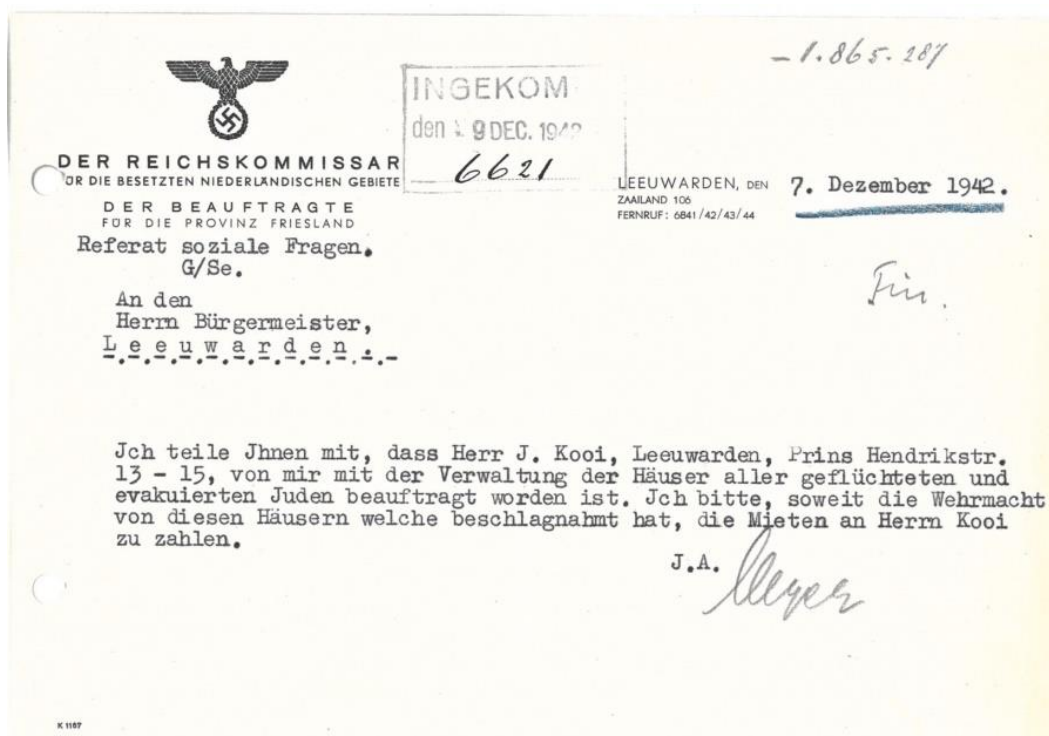 - 1.865.287
INGEKOM
den 9 DEC. 1942
6621
DER REICHSKOMMISSAR
FÜR DIE BESETZTEN NIEDERLÄNDISCHEN GEBIETE
DER BEAUFTRAGTE
FÜR DIE PROVINZ FRIESLAND
LEEUWARDEN, DEN 7. Dezember 1942.
ZAAILAND 106
FERNRUF: 6841/42/43/44
Referat soziale Fragen.
G/Se.
Fin.
An den
Herrn Bürgermeister,
Leeuwarden.
Jch teile Jhnen mit, dass Herr J. Kooi, Leeuwarden, Prins Hendrikstr.
13 - 15, von mir mit der Verwaltung der Häuser aller geflüchteten und
evakuierten Juden beauftragt worden ist. Jch bitte, soweit die Wehrmacht
von diesen Häusern welche beschlagnahmt hat, die Mieten an Herrn Kooi
zu zahlen.
J.A.
Meyer
K 1167